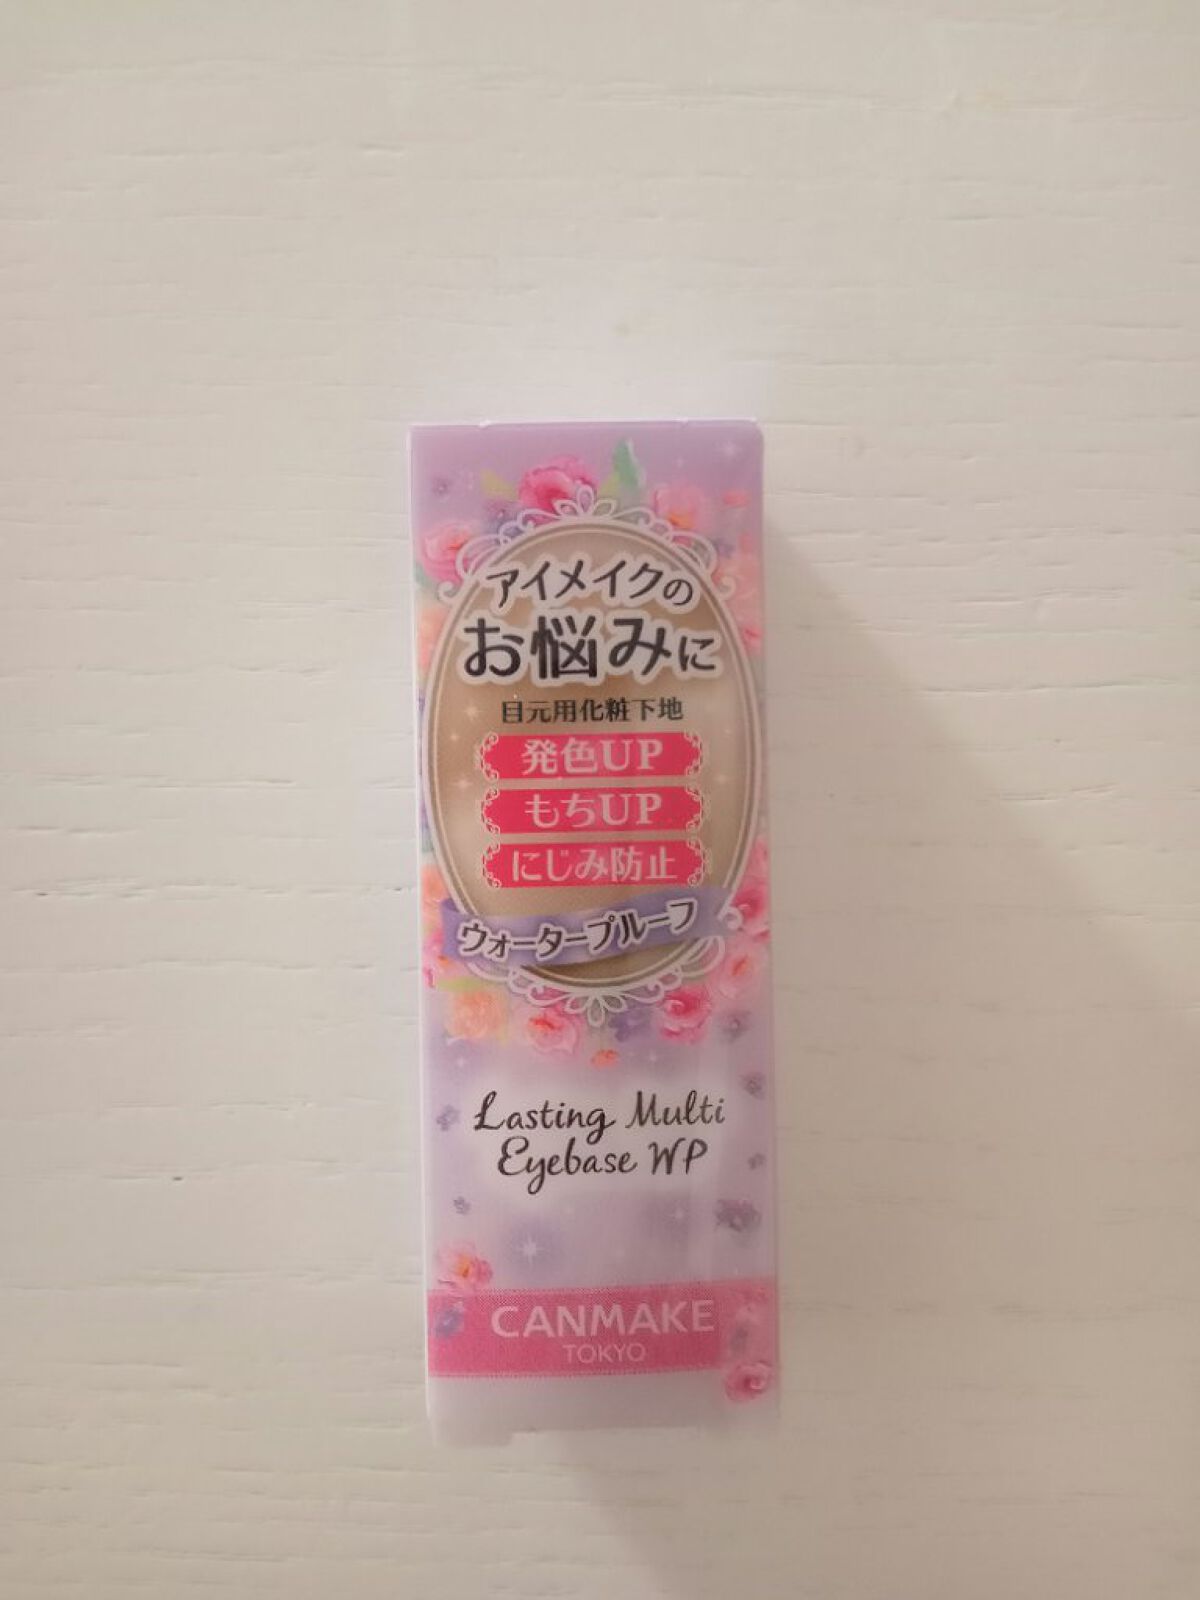 アイメイクの
お悩みに
目元用化粧下地
発色UP
もちUP
にじみ防止
ウォータープルーフ
Lasting Multi
Eyebase WP
CANMAKE
TOKYO